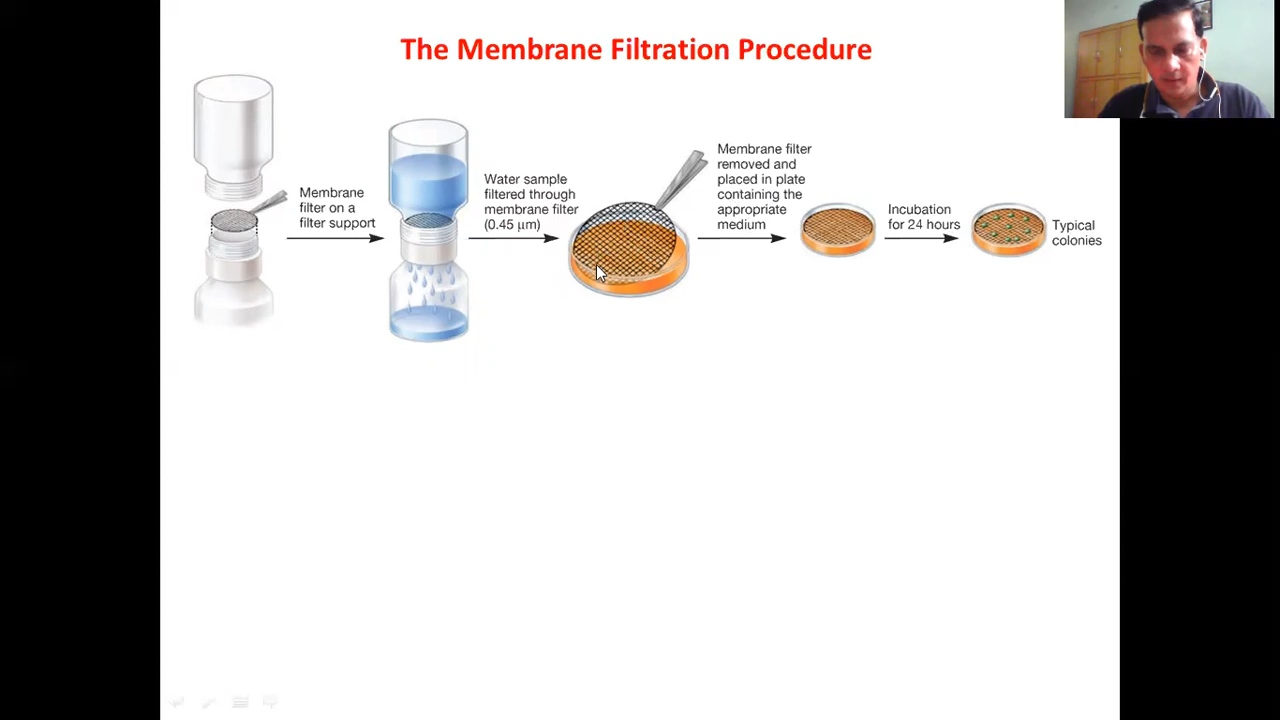 The Membrane Filtration Procedure
Membrane
filter on a
filter support
Water sample
filtered through
membrane filter
(0.45 μm)
Membrane filter
removed and
placed in plate
containing the
appropriate
medium
Incubation
for 24 hours
Typical
colonies